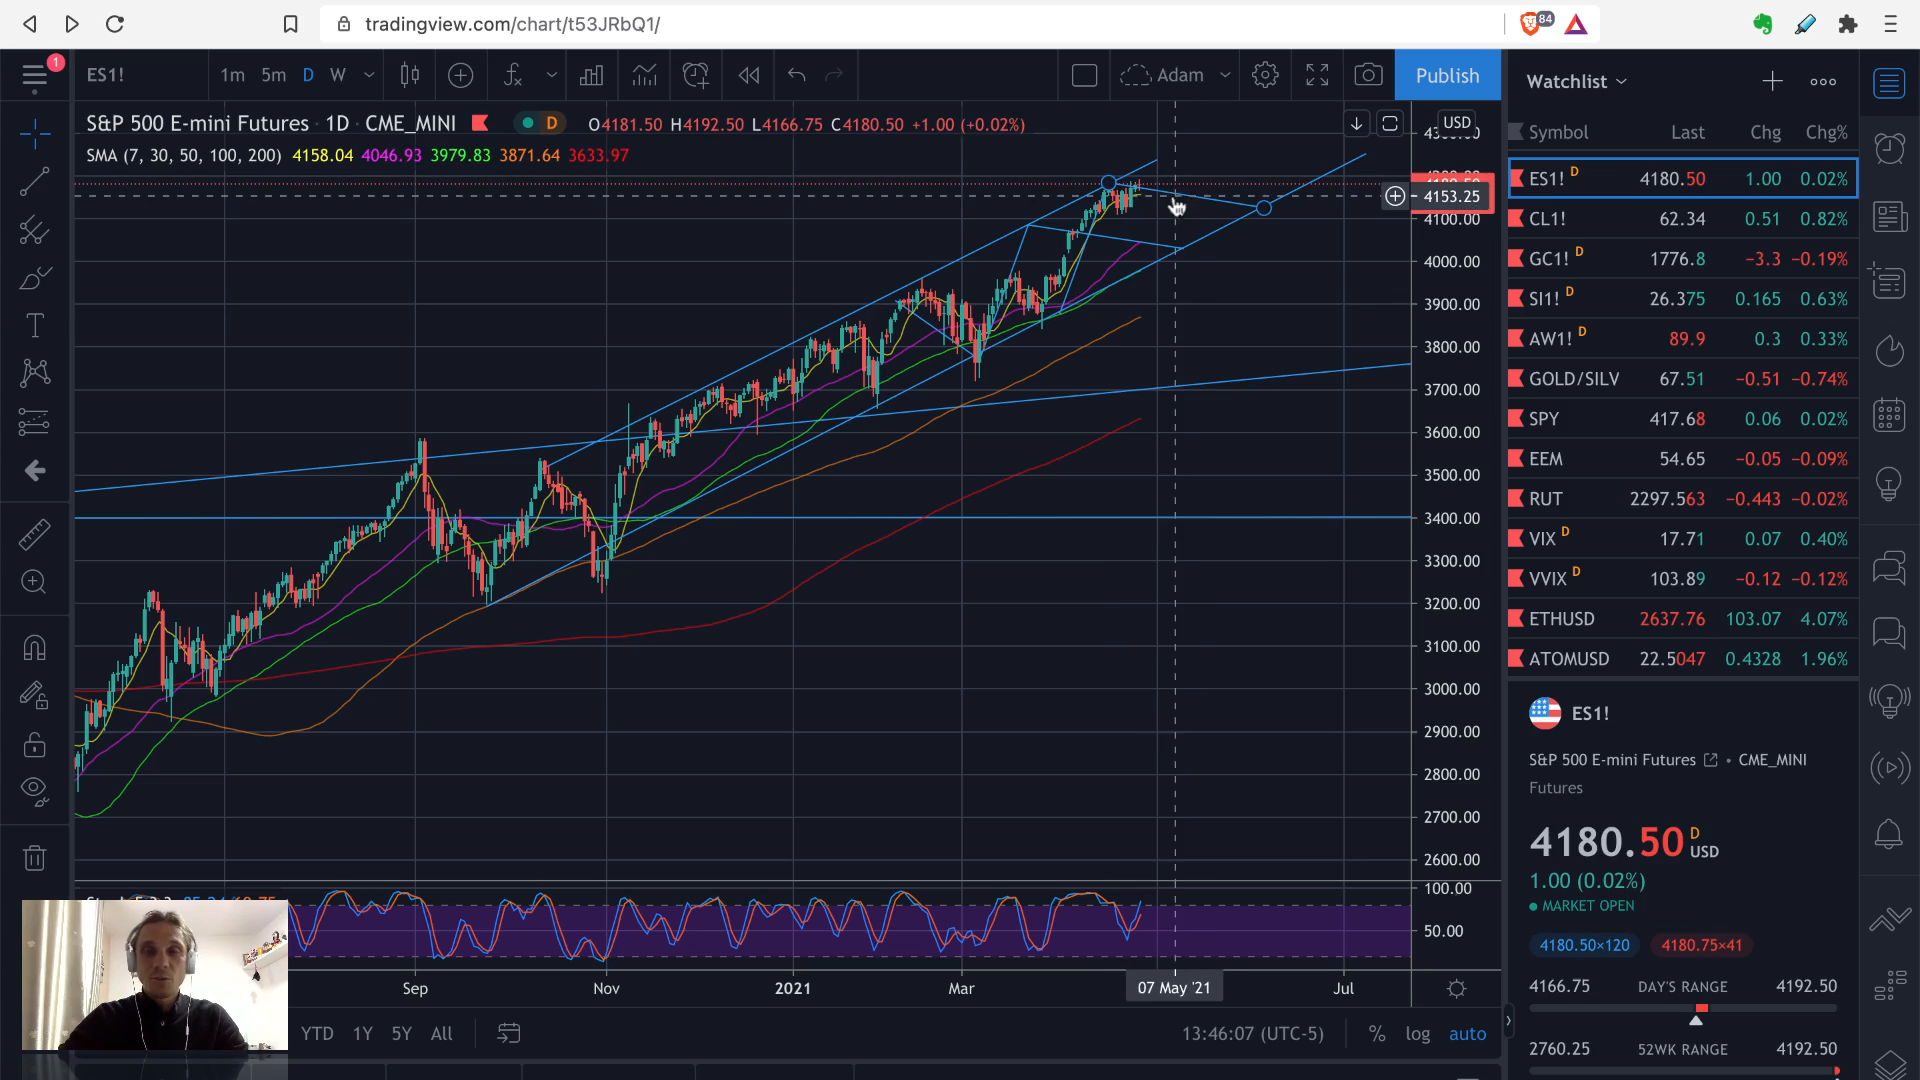 tradingview.com/chart/t53JRbQ1/
84
1
ES1!
1m 5m D W
Adam
Publish
S&P 500 E-mini Futures · 1D · CME_MINI
D
O4181.50 H4192.50 L4166.75 C4180.50 +1.00 (+0.02%)
USD
SMA (7, 30, 50, 100, 200) 4158.04 4046.93 3979.83 3871.64 3633.97
4153.25
4100.00
4000.00
3900.00
3800.00
3700.00
3600.00
3500.00
3400.00
3300.00
3200.00
3100.00
3000.00
2900.00
2800.00
2700.00
2600.00
100.00
50.00
Sep Nov 2021 Mar 07 May '21 Jul
YTD 1Y 5Y All
13:46:07 (UTC-5) % log auto
Watchlist
Symbol Last Chg Chg%
ES1! D 4180.50 1.00 0.02%
CL1! 62.34 0.51 0.82%
GC1! D 1776.8 −3.3 −0.19%
SI1! D 26.375 0.165 0.63%
AW1! D 89.9 0.3 0.33%
GOLD/SILV 67.51 −0.51 −0.74%
SPY 417.68 0.06 0.02%
EEM 54.65 −0.05 −0.09%
RUT 2297.563 −0.443 −0.02%
VIX D 17.71 0.07 0.40%
VVIX D 103.89 −0.12 −0.12%
ETHUSD 2637.76 103.07 4.07%
ATOMUSD 22.5047 0.4328 1.96%
ES1!
S&P 500 E-mini Futures • CME_MINI
Futures
4180.50 D USD
1.00 (0.02%)
MARKET OPEN
4180.50×120 4180.75×41
4166.75 DAY'S RANGE 4192.50
2760.25 52WK RANGE 4192.50